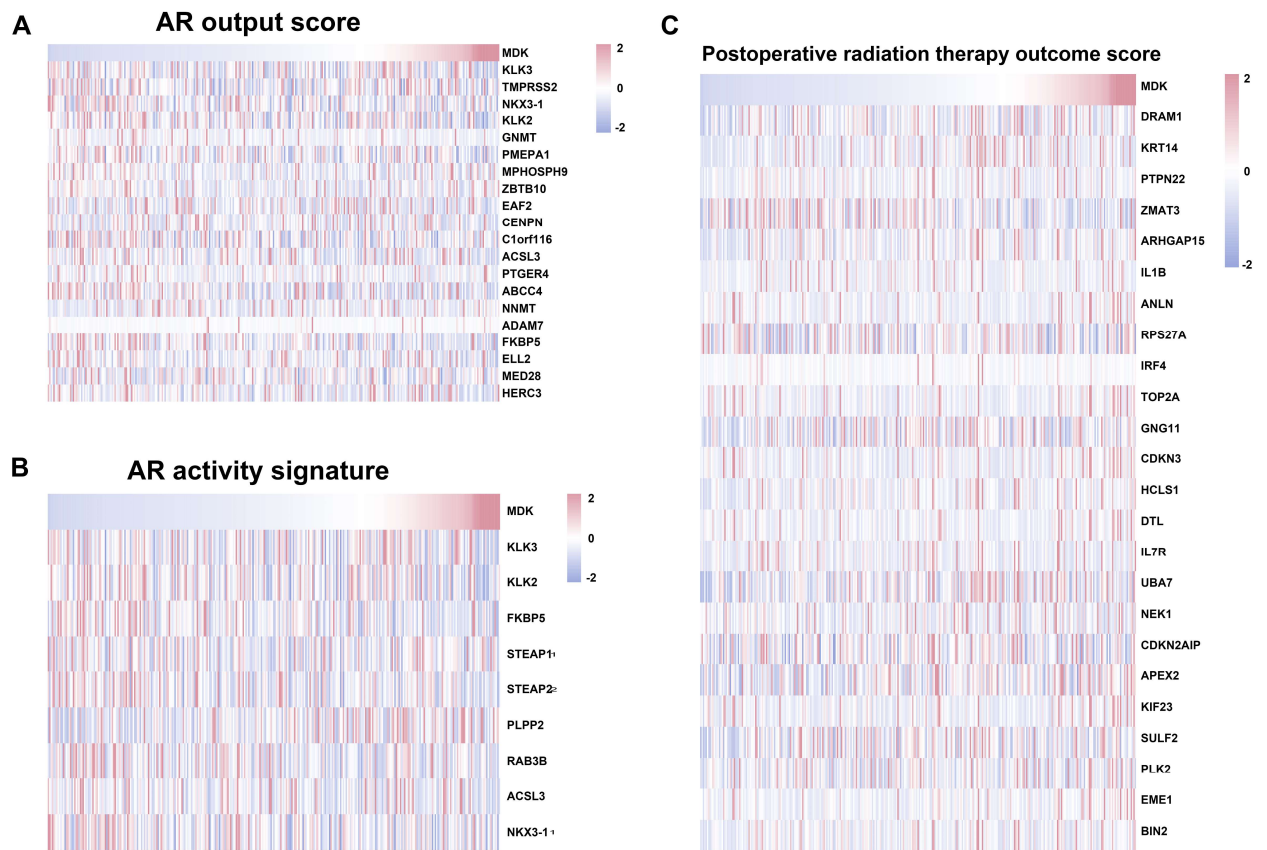 A
AR output score
MDK
KLK3
TMPRSS2
NKX3-1
KLK2
GNMT
PMEPA1
MPHOSPH9
ZBTB10
EAF2
CENPN
C1orf116
ACSL3
PTGER4
ABCC4
NNMT
ADAM7
FKBP5
ELL2
MED28
HERC3
2
0
-2
B
AR activity signature
MDK
KLK3
KLK2
FKBP5
STEAP1
STEAP2
PLPP2
RAB3B
ACSL3
NKX3-1
2
0
-2
C
Postoperative radiation therapy outcome score
MDK
DRAM1
KRT14
PTPN22
ZMAT3
ARHGAP15
IL1B
ANLN
RPS27A
IRF4
TOP2A
GNG11
CDKN3
HCLS1
DTL
IL7R
UBA7
NEK1
CDKN2AIP
APEX2
KIF23
SULF2
PLK2
EME1
BIN2
2
1
0
-1
-2